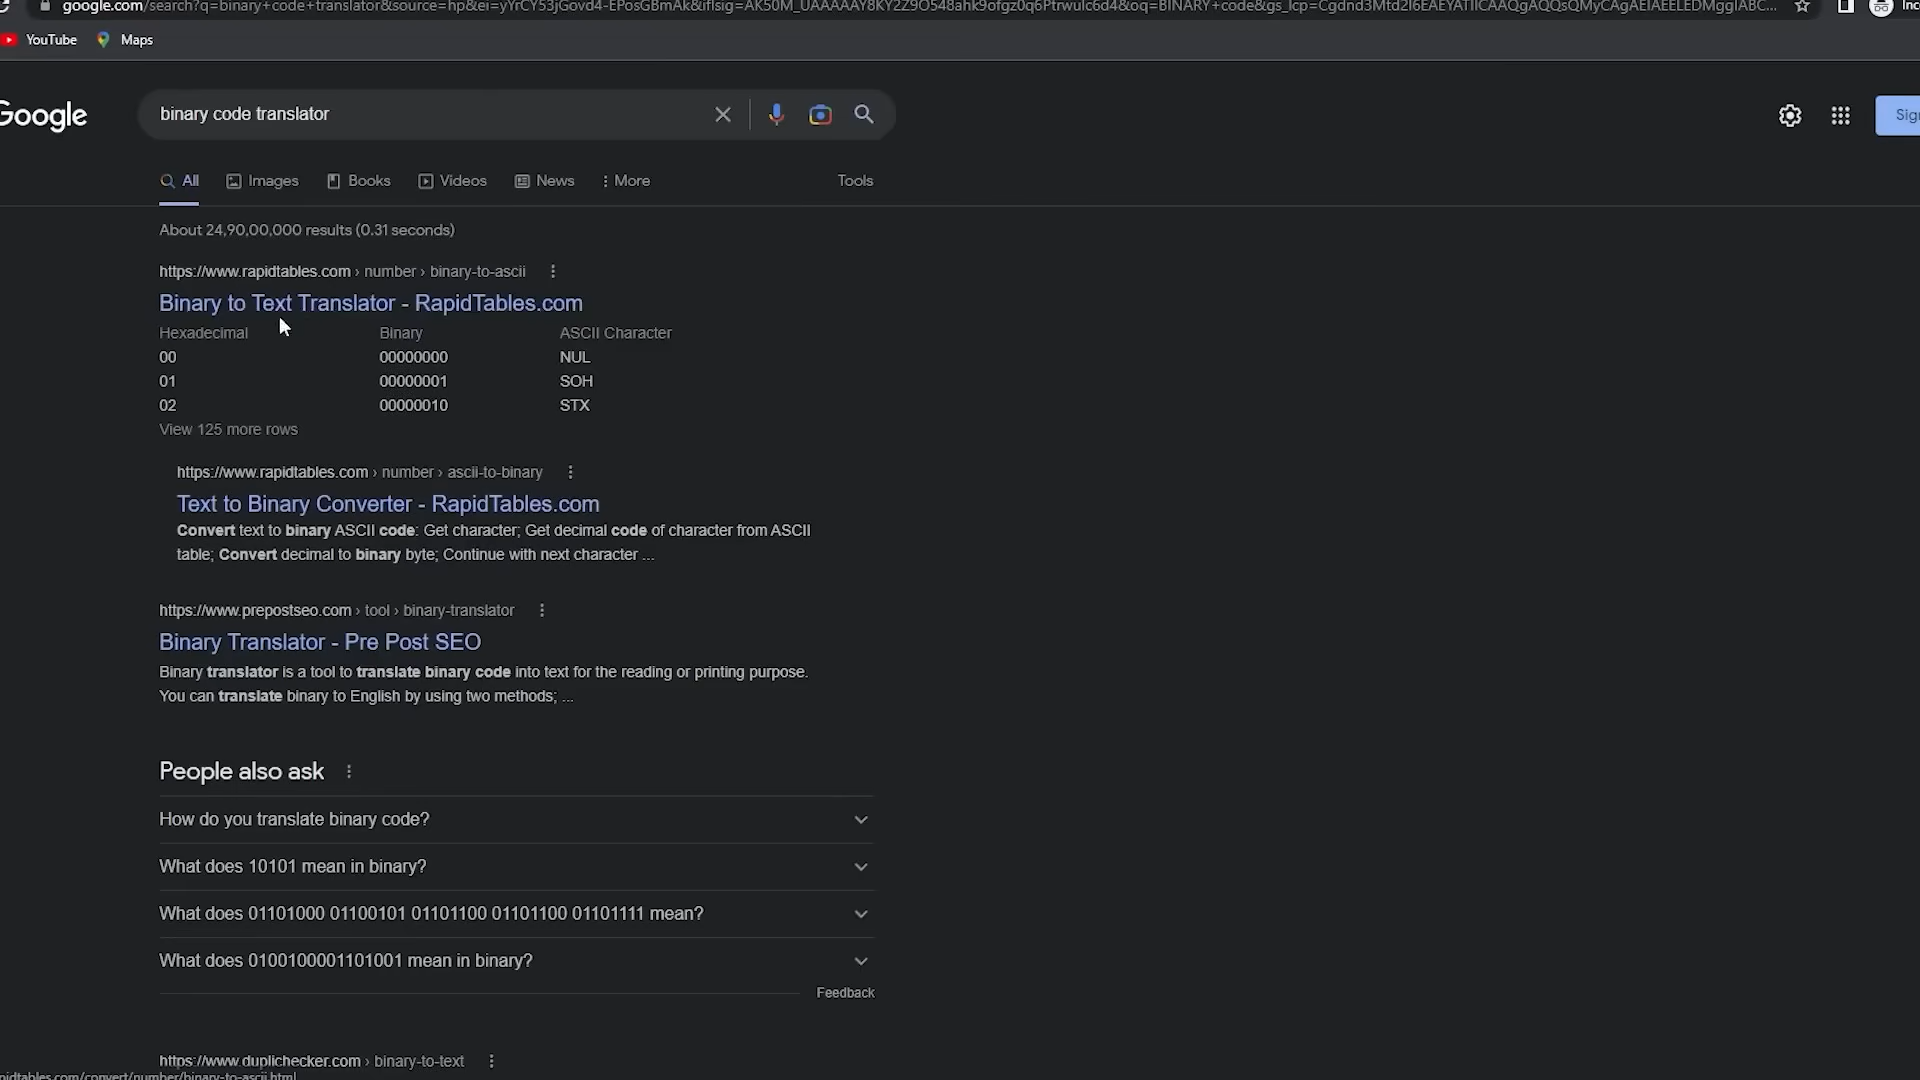 google.com/search?q=binary+code+translator&source=hp&ei=
YouTube Maps
Google
binary code translator
All Images Books Videos News More Tools
About 24,90,00,000 results (0.31 seconds)
https://www.rapidtables.com › number › binary-to-ascii
Binary to Text Translator - RapidTables.com
Hexadecimal Binary ASCII Character
00 00000000 NUL
01 00000001 SOH
02 00000010 STX
View 125 more rows
https://www.rapidtables.com › number › ascii-to-binary
Text to Binary Converter - RapidTables.com
Convert text to binary ASCII code: Get character; Get decimal code of character from ASCII
table; Convert decimal to binary byte; Continue with next character ...
https://www.prepostseo.com › tool › binary-translator
Binary Translator - Pre Post SEO
Binary translator is a tool to translate binary code into text for the reading or printing purpose.
You can translate binary to English by using two methods; ...
People also ask
How do you translate binary code?
What does 10101 mean in binary?
What does 01101000 01100101 01101100 01101100 01101111 mean?
What does 0100100001101001 mean in binary?
Feedback
https://www.duplichecker.com › binary-to-text